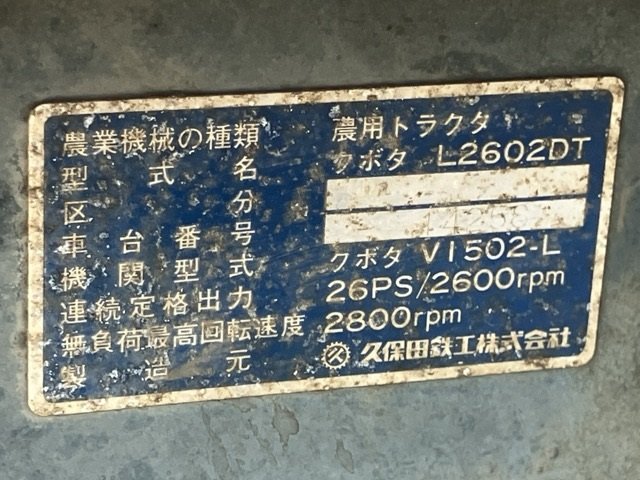 農業機械の種類 農用トラクタ
型式名 クボタ L2602DT
区分
車台番号
機関型式 クボタ V1502-L
連続定格出力 26PS/2600rpm
無負荷最高回転速度 2800rpm
製造元 久保田鉄工株式会社